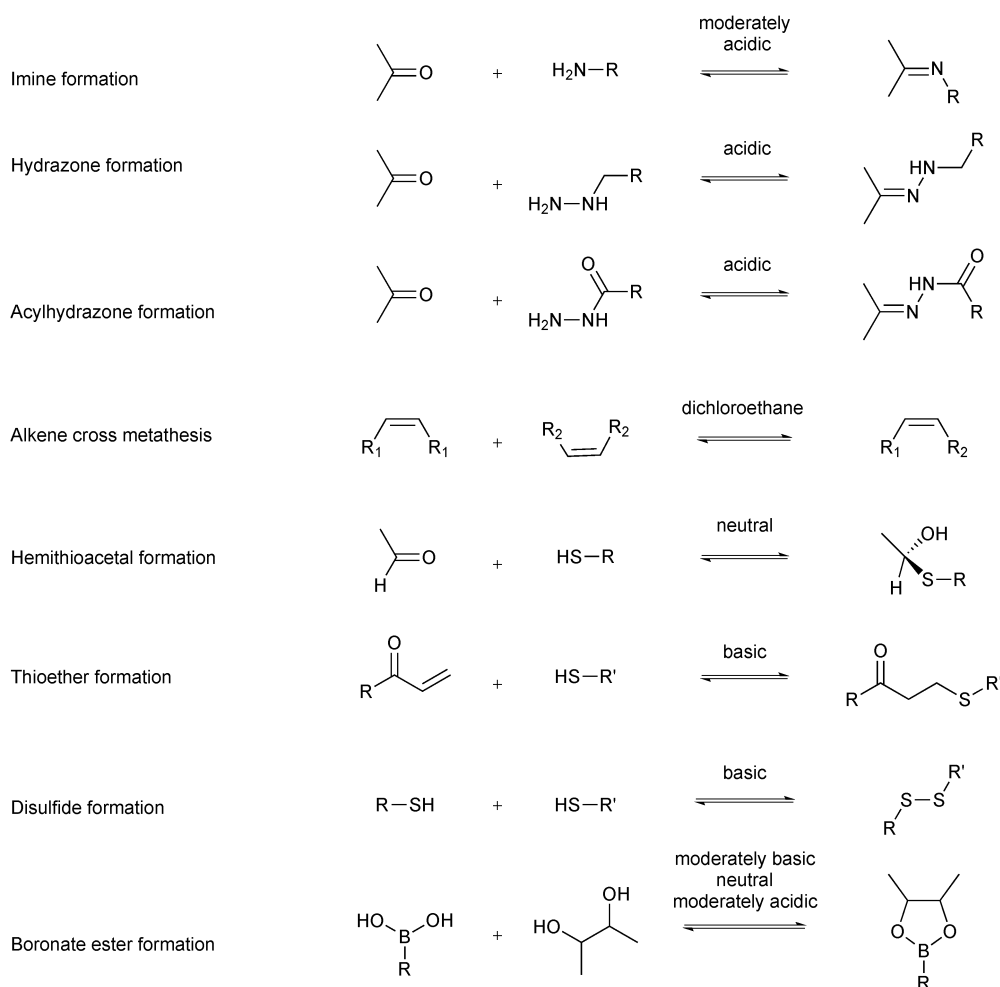 Imine formation
O
+
H₂N—R
moderately
acidic
N
R
Hydrazone formation
O
+
H₂N—NH
R
acidic
HN
N
R
Acylhydrazone formation
O
+
O
R
H₂N—NH
acidic
O
HN
N
R
Alkene cross metathesis
R₁ R₁
+
R₂ R₂
dichloroethane
R₁ R₂
Hemithioacetal formation
O
H
+
HS—R
neutral
OH
H S—R
Thioether formation
O
R
+
HS—R'
basic
O
R S R'
Disulfide formation
R—SH
+
HS—R'
basic
R'
S—S
R
Boronate ester formation
HO OH
B
R
+
OH
HO
moderately basic
neutral
moderately acidic
O O
B
R